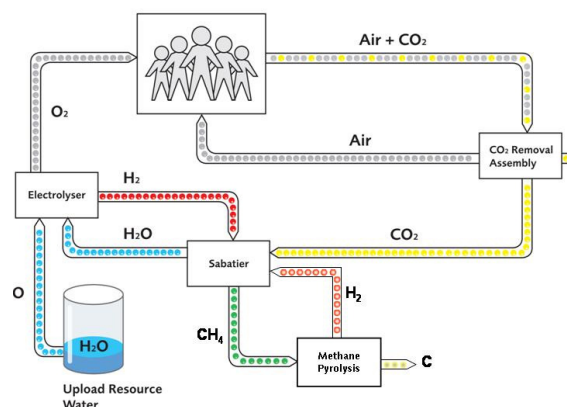 Air + CO₂
O₂
Air
CO₂ Removal
Assembly
H₂
Electrolyser
H₂O
CO₂
Sabatier
O
H₂
CH₄
H₂O
Methane
Pyrolysis
C
Upload Resource
Water